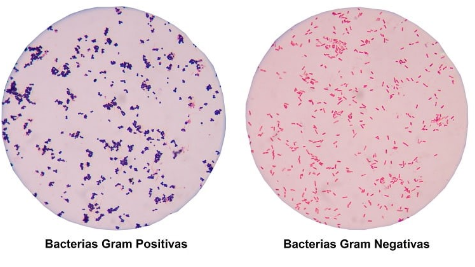 Bacterias Gram Positivas
Bacterias Gram Negativas